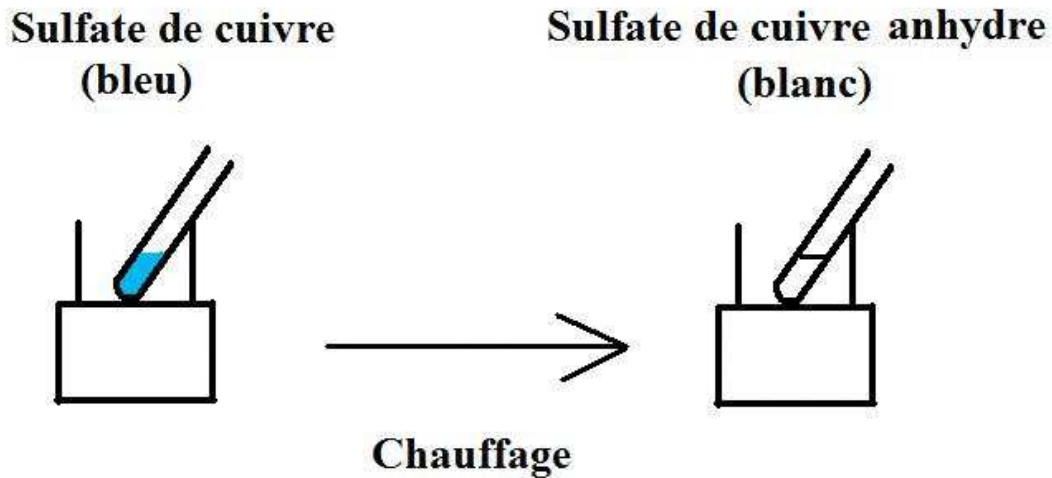 Sulfate de cuivre
(bleu)
Sulfate de cuivre anhydre
(blanc)
Chauffage